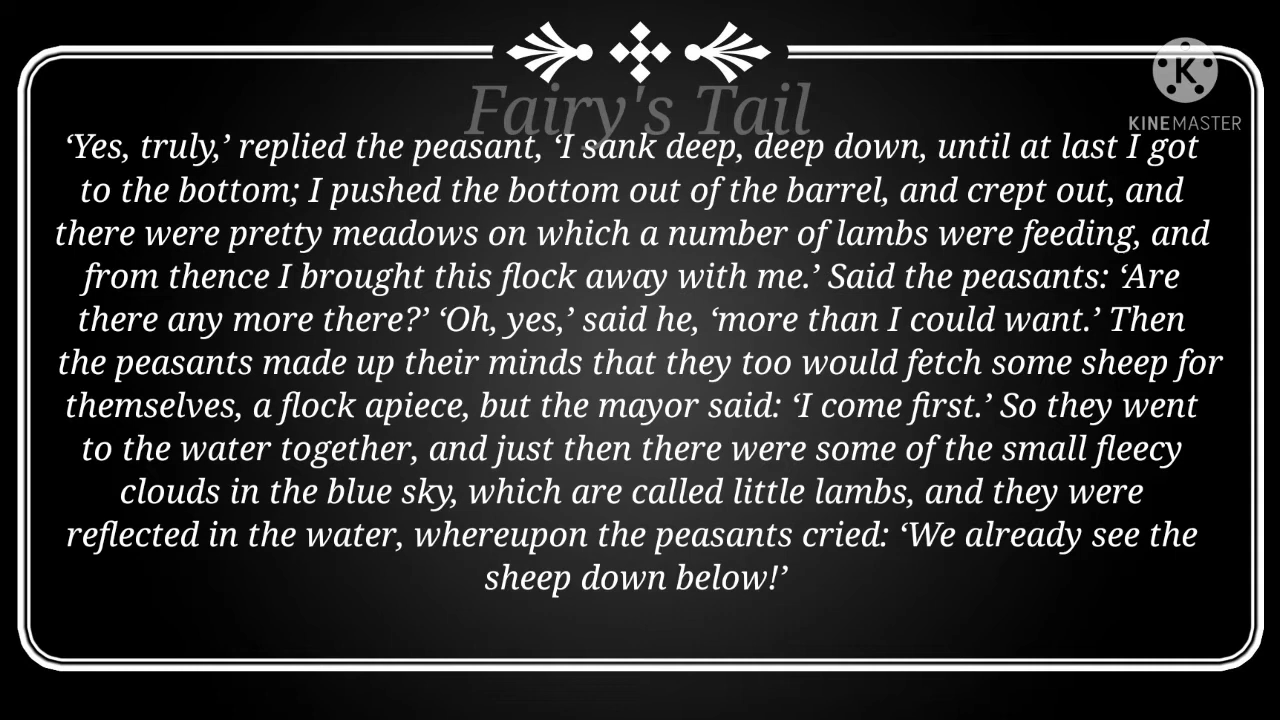 Fairy's Tail
K
KINEMASTER
‘Yes, truly,’ replied the peasant, ‘I sank deep, deep down, until at last I got
to the bottom; I pushed the bottom out of the barrel, and crept out, and
there were pretty meadows on which a number of lambs were feeding, and
from thence I brought this flock away with me.’ Said the peasants: ‘Are
there any more there?’ ‘Oh, yes,’ said he, ‘more than I could want.’ Then
the peasants made up their minds that they too would fetch some sheep for
themselves, a flock apiece, but the mayor said: ‘I come first.’ So they went
to the water together, and just then there were some of the small fleecy
clouds in the blue sky, which are called little lambs, and they were
reflected in the water, whereupon the peasants cried: ‘We already see the
sheep down below!’